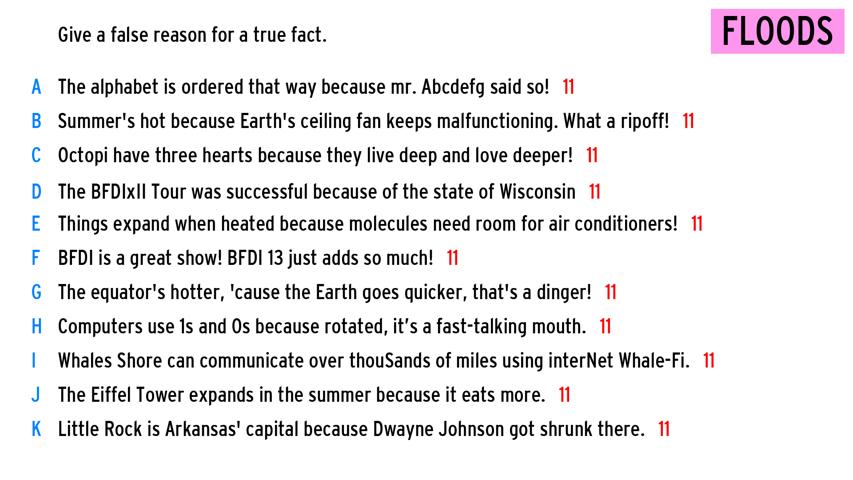 Give a false reason for a true fact.
FLOODS
A The alphabet is ordered that way because mr. Abcdefg said so! 11
B Summer's hot because Earth's ceiling fan keeps malfunctioning. What a ripoff! 11
C Octopi have three hearts because they live deep and love deeper! 11
D The BFDIxII Tour was successful because of the state of Wisconsin 11
E Things expand when heated because molecules need room for air conditioners! 11
F BFDI is a great show! BFDI 13 just adds so much! 11
G The equator's hotter, 'cause the Earth goes quicker, that's a dinger! 11
H Computers use 1s and 0s because rotated, it’s a fast-talking mouth. 11
I Whales Shore can communicate over thouSands of miles using interNet Whale-Fi. 11
J The Eiffel Tower expands in the summer because it eats more. 11
K Little Rock is Arkansas' capital because Dwayne Johnson got shrunk there. 11